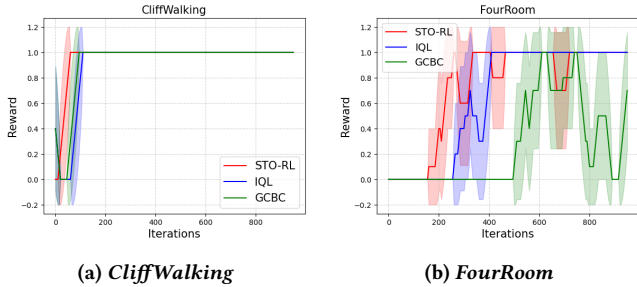 CliffWalking
1.2
1.0
0.8
0.6
0.4
0.2
0.0
−0.2
Reward
0
200
400
600
800
Iterations
STO-RL
IQL
GCBC
(a) CliffWalking
FourRoom
1.2
1.0
0.8
0.6
0.4
0.2
0.0
−0.2
Reward
0
200
400
600
800
Iterations
STO-RL
IQL
GCBC
(b) FourRoom